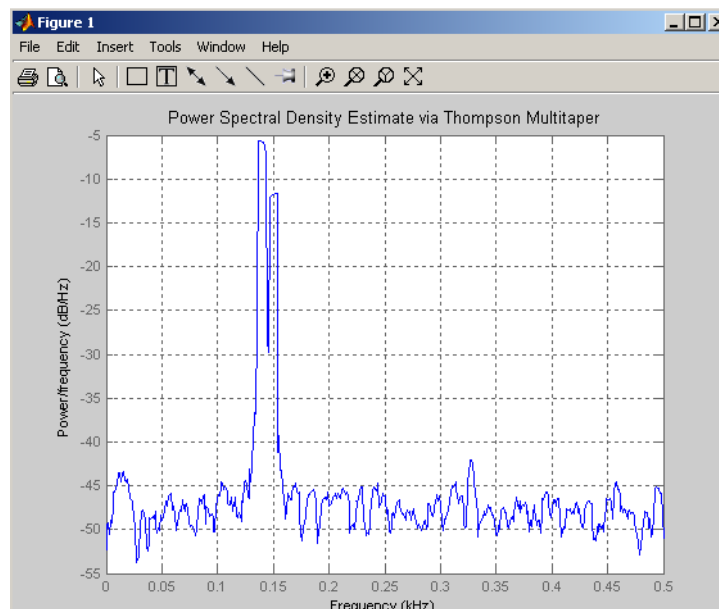 Figure 1
File Edit Insert Tools Window Help
T
Power Spectral Density Estimate via Thompson Multitaper
Power/frequency (dB/Hz)
-5
-10
-15
-20
-25
-30
-35
-40
-45
-50
-55
0 0.05 0.1 0.15 0.2 0.25 0.3 0.35 0.4 0.45 0.5
Frequency (kHz)